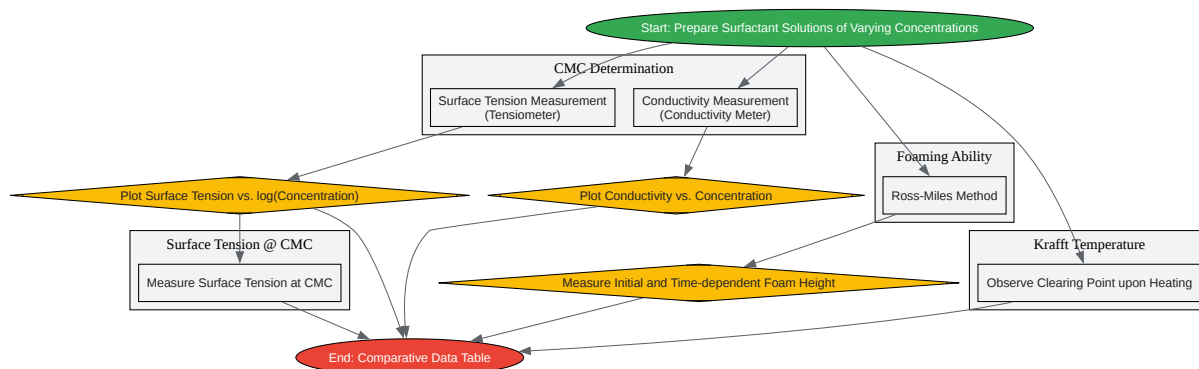 Start: Prepare Surfactant Solutions of Varying Concentrations
CMC Determination
Surface Tension Measurement
(Tensiometer)
Conductivity Measurement
(Conductivity Meter)
Foaming Ability
Plot Surface Tension vs. log(Concentration)
Plot Conductivity vs. Concentration
Ross-Miles Method
Surface Tension @ CMC
Krafft Temperature
Measure Surface Tension at CMC
Measure Initial and Time-dependent Foam Height
Observe Clearing Point upon Heating
End: Comparative Data Table